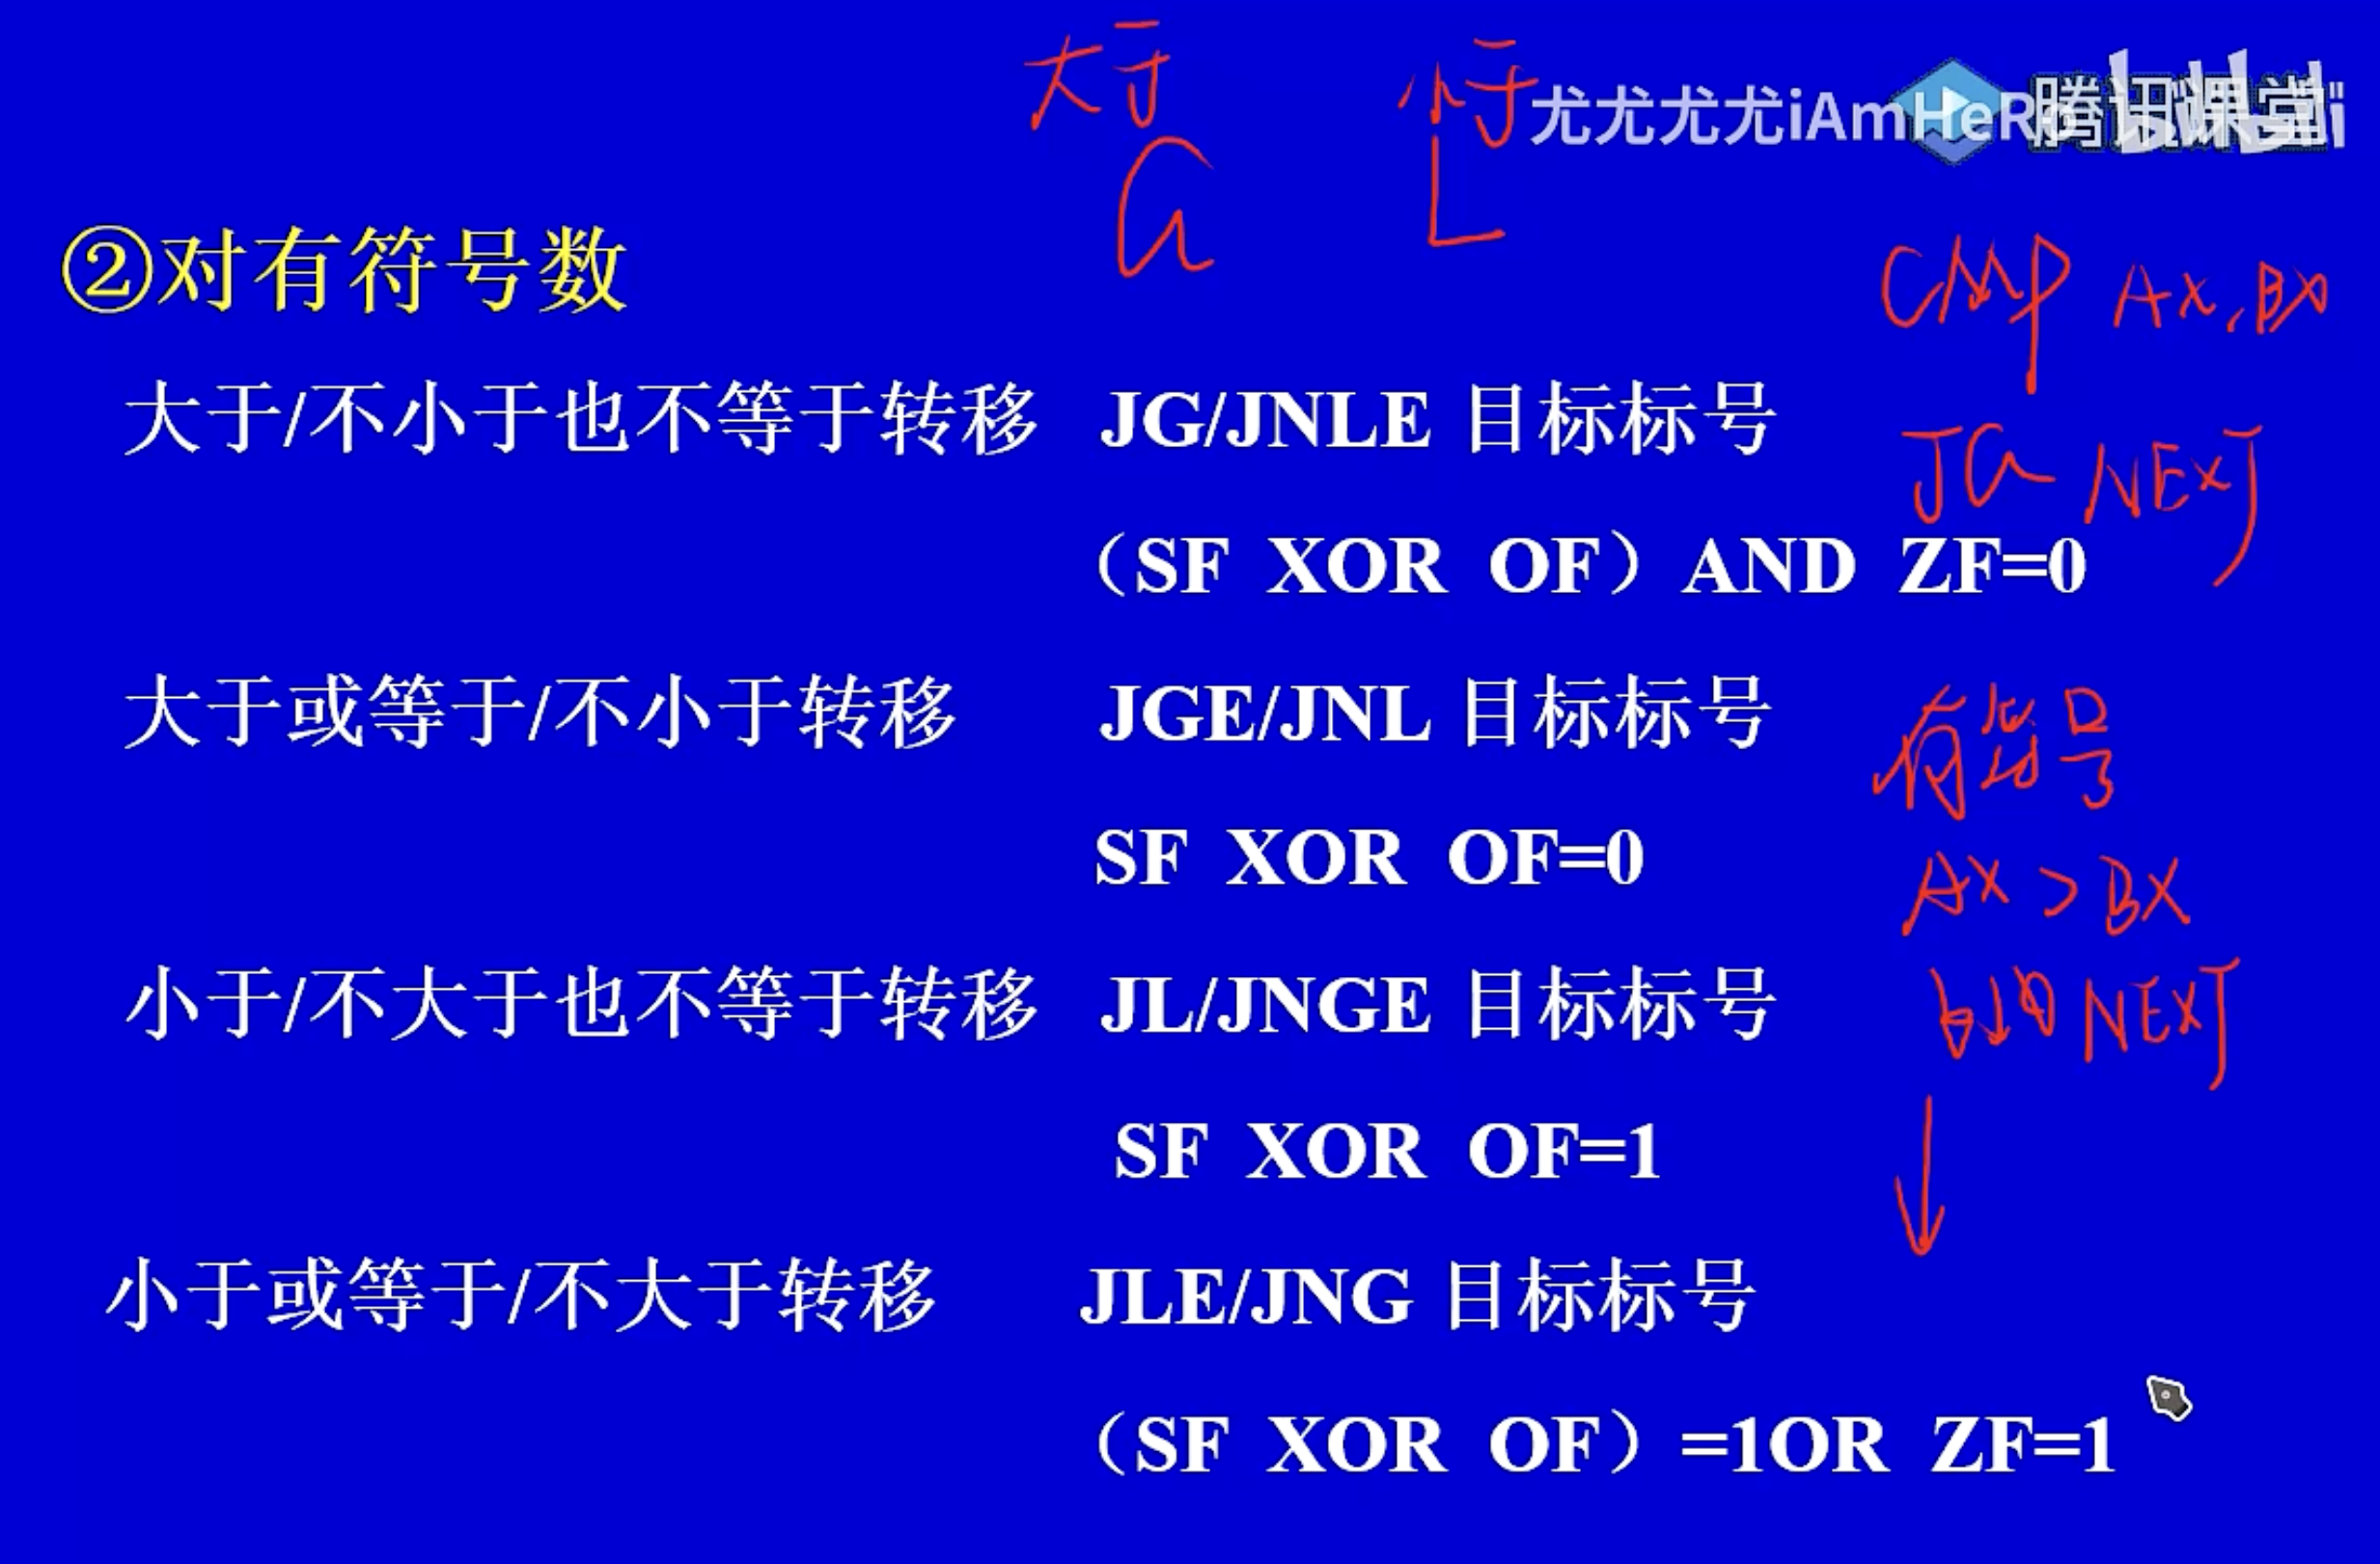 大于 小于
尤尤尤尤iAmHeRo 腾讯课堂 bilibili
G L
②对有符号数
CMP AX,BX
大于/不小于也不等于转移 JG/JNLE 目标标号
JG NEXT
（SF XOR OF）AND ZF=0
大于或等于/不小于转移 JGE/JNL 目标标号
有符号
SF XOR OF=0
AX > BX
小于/不大于也不等于转移 JL/JNGE 目标标号
NEXT
SF XOR OF=1
小于或等于/不大于转移 JLE/JNG 目标标号
（SF XOR OF）=1OR ZF=1